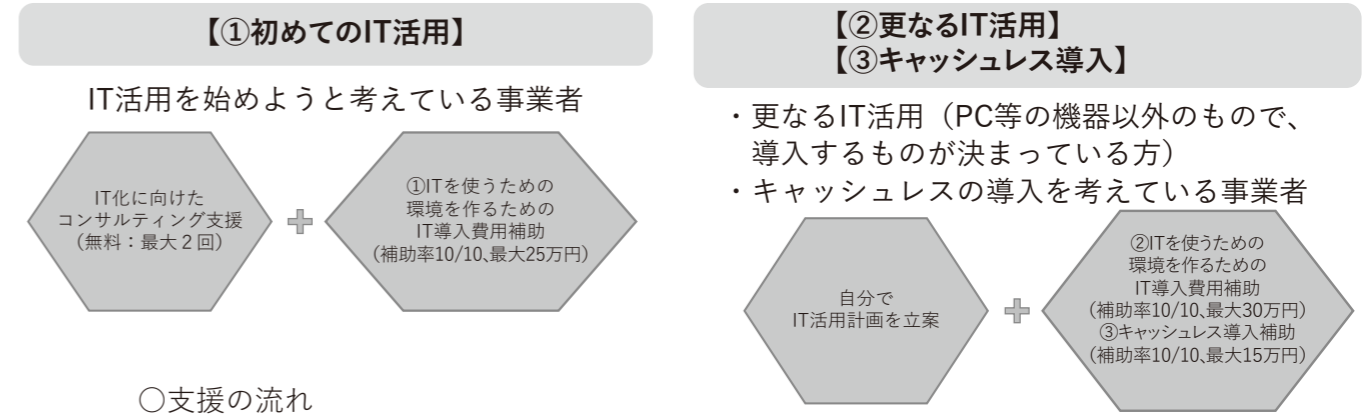 【①初めてのIT活用】
IT活用を始めようと考えている事業者
IT化に向けた
コンサルティング支援
(無料:最大2回)
①ITを使うための
環境を作るための
IT導入費用補助
(補助率10/10、最大25万円)
【②更なるIT活用】
【③キャッシュレス導入】
・更なるIT活用(PC等の機器以外のもので、
導入するものが決まっている方)
・キャッシュレスの導入を考えている事業者
自分で
IT活用計画を立案
②ITを使うための
環境を作るための
IT導入費用補助
(補助率10/10、最大30万円)
③キャッシュレス導入補助
(補助率10/10、最大15万円)
○支援の流れ